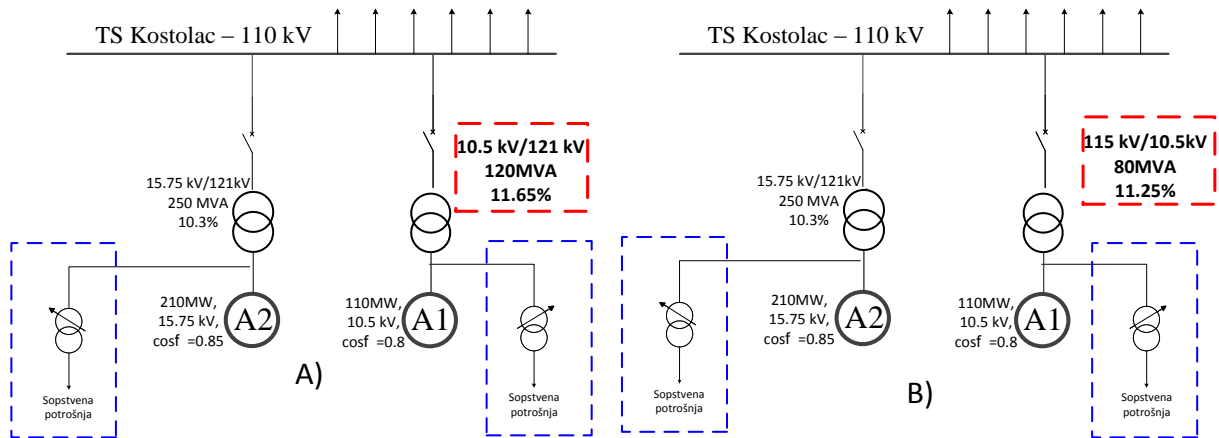 TS Kostolac – 110 kV
10.5 kV/121 kV
120MVA
11.65%
15.75 kV/121kV
250 MVA
10.3%
210MW,
15.75 kV,
cosf =0.85
A2
110MW,
10.5 kV,
cosf =0.8
A1
A)
Sopstvena
potrošnja
Sopstvena
potrošnja
TS Kostolac – 110 kV
115 kV/10.5kV
80MVA
11.25%
15.75 kV/121kV
250 MVA
10.3%
210MW,
15.75 kV,
cosf =0.85
A2
110MW,
10.5 kV,
cosf =0.8
A1
B)
Sopstvena
potrošnja
Sopstvena
potrošnja